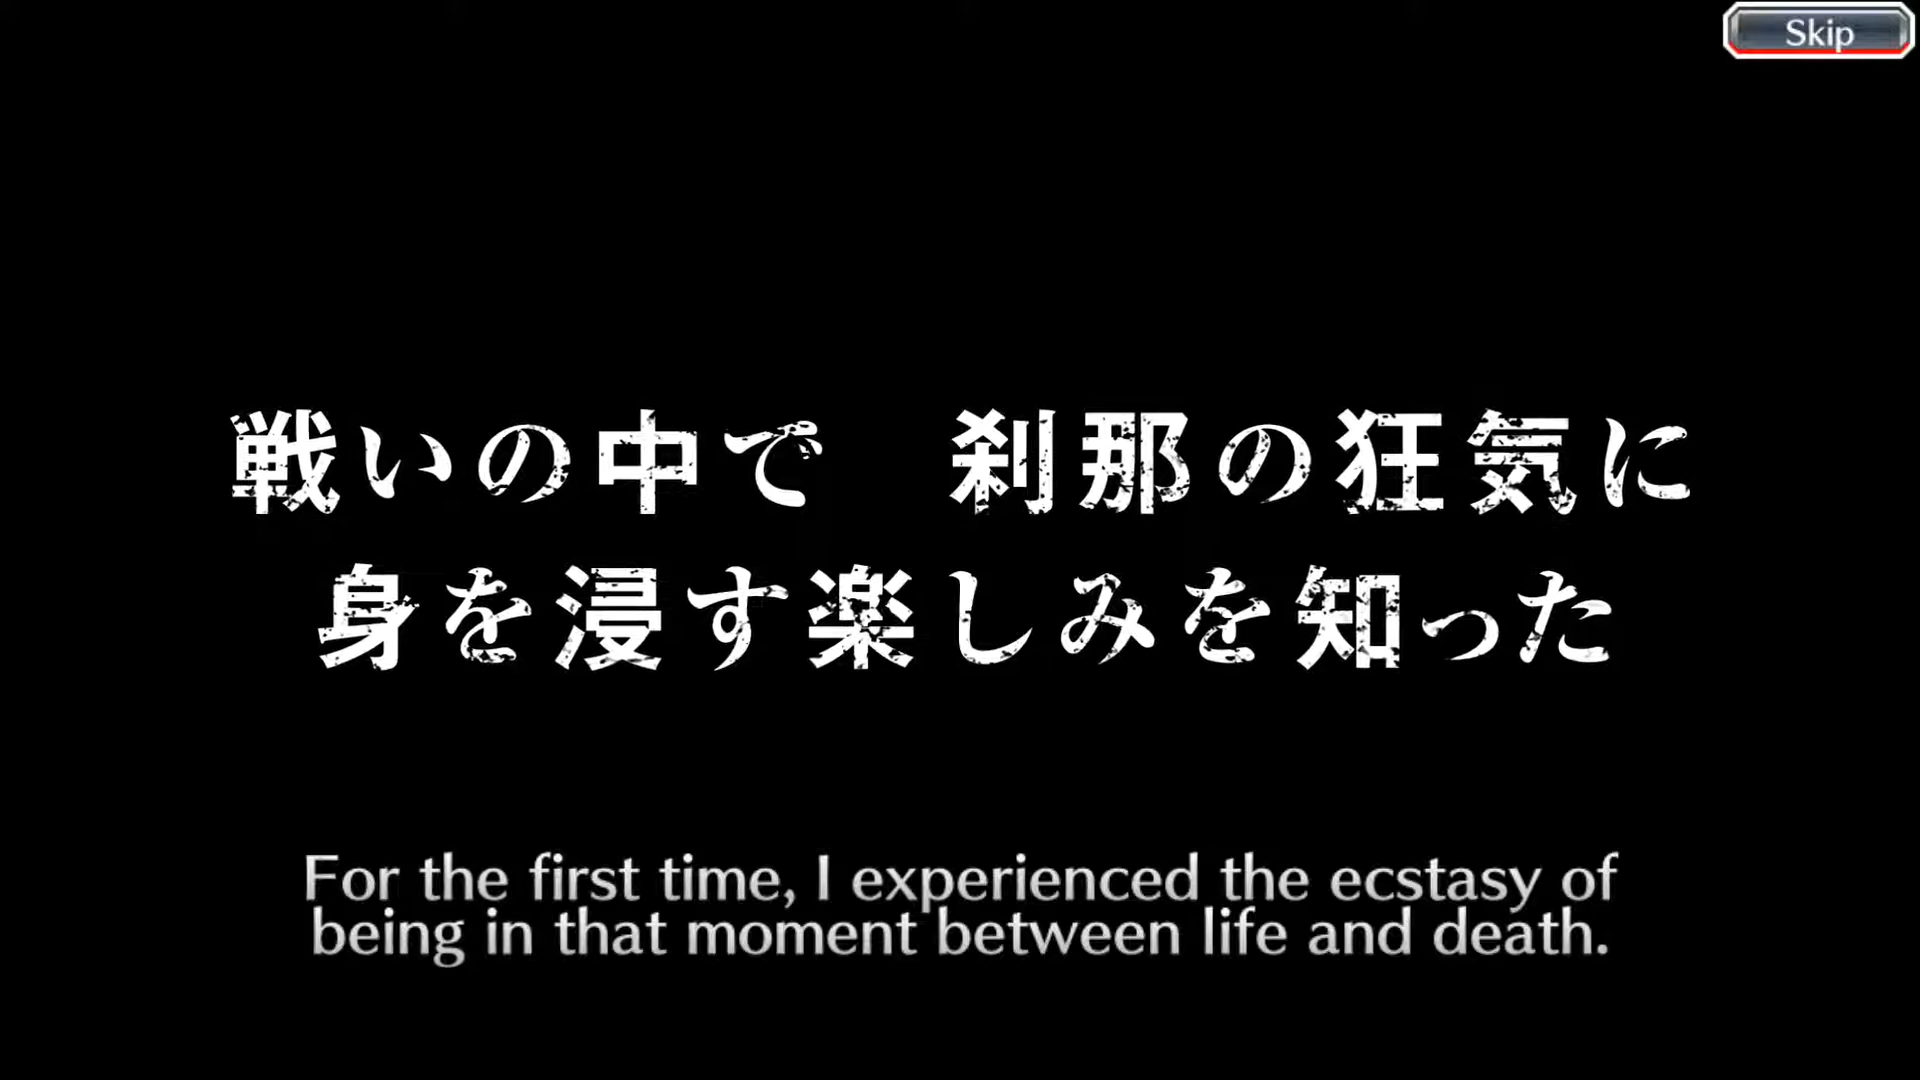 Skip
戦いの中で　刹那の狂気に
身を浸す楽しみを知った
For the first time, I experienced the ecstasy of
being in that moment between life and death.